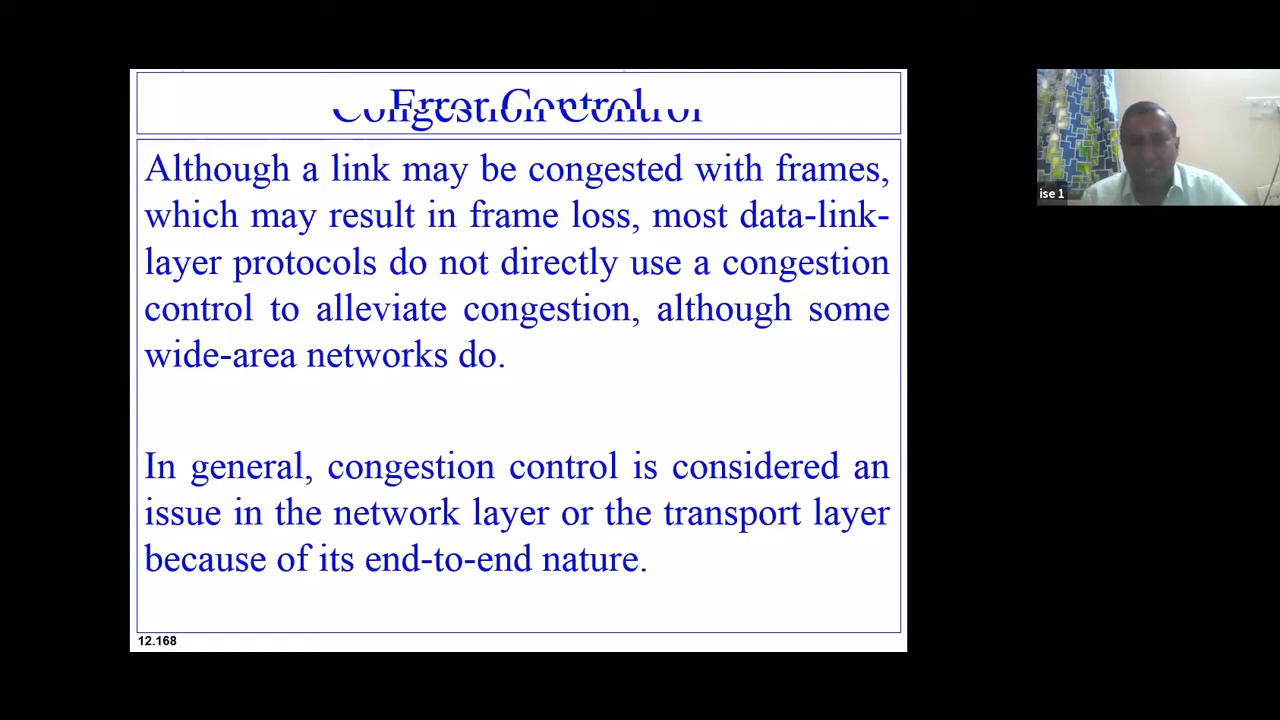 Error Control
Congestion Control
Although a link may be congested with frames,
which may result in frame loss, most data-link-
layer protocols do not directly use a congestion
control to alleviate congestion, although some
wide-area networks do.
In general, congestion control is considered an
issue in the network layer or the transport layer
because of its end-to-end nature.
12.168
ise 1